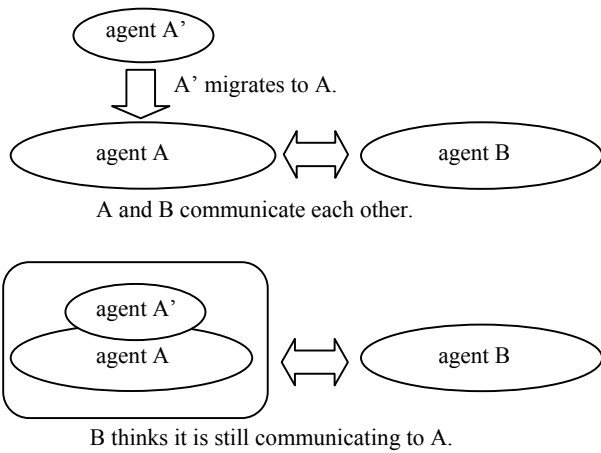 agent A’
A’ migrates to A.
agent A
agent B
A and B communicate each other.
agent A’
agent A
agent B
B thinks it is still communicating to A.